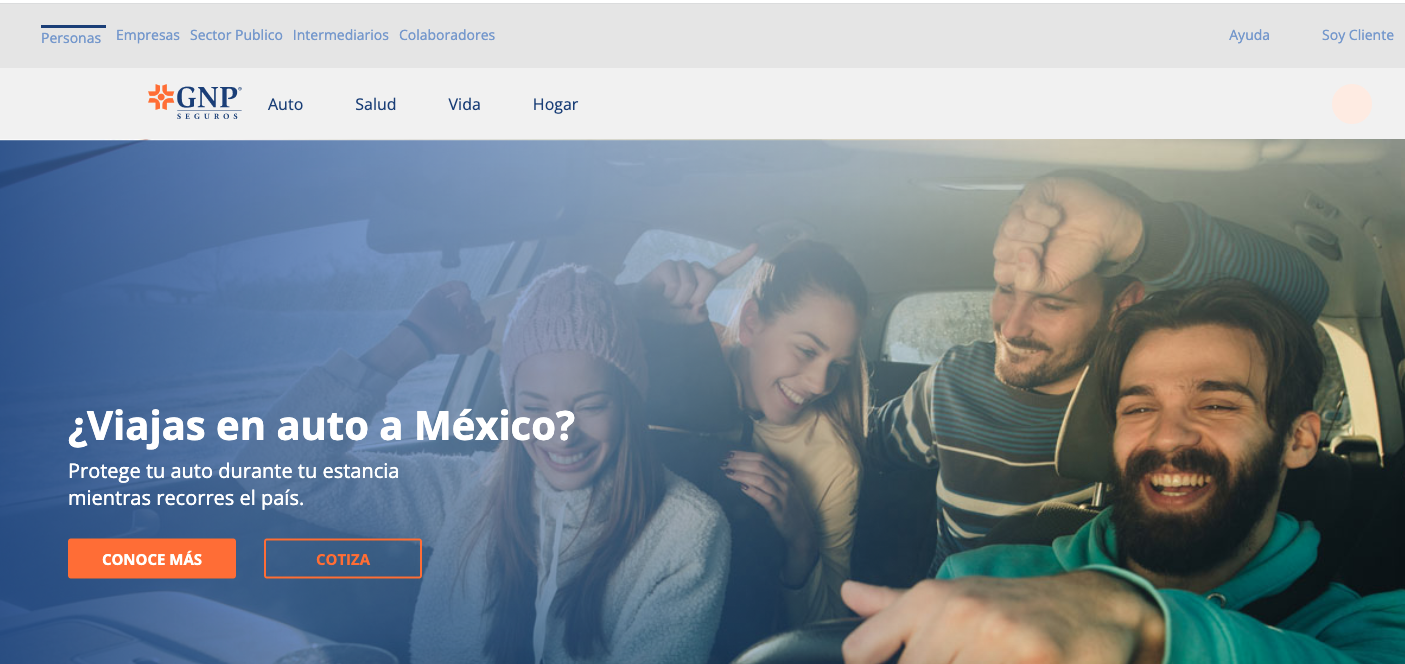 Personas Empresas Sector Publico Intermediarios Colaboradores Ayuda Soy Cliente
GNP® Auto Salud Vida Hogar
SEGUROS
¿Viajas en auto a México?
Protege tu auto durante tu estancia
mientras recorres el país.
CONOCE MÁS COTIZA